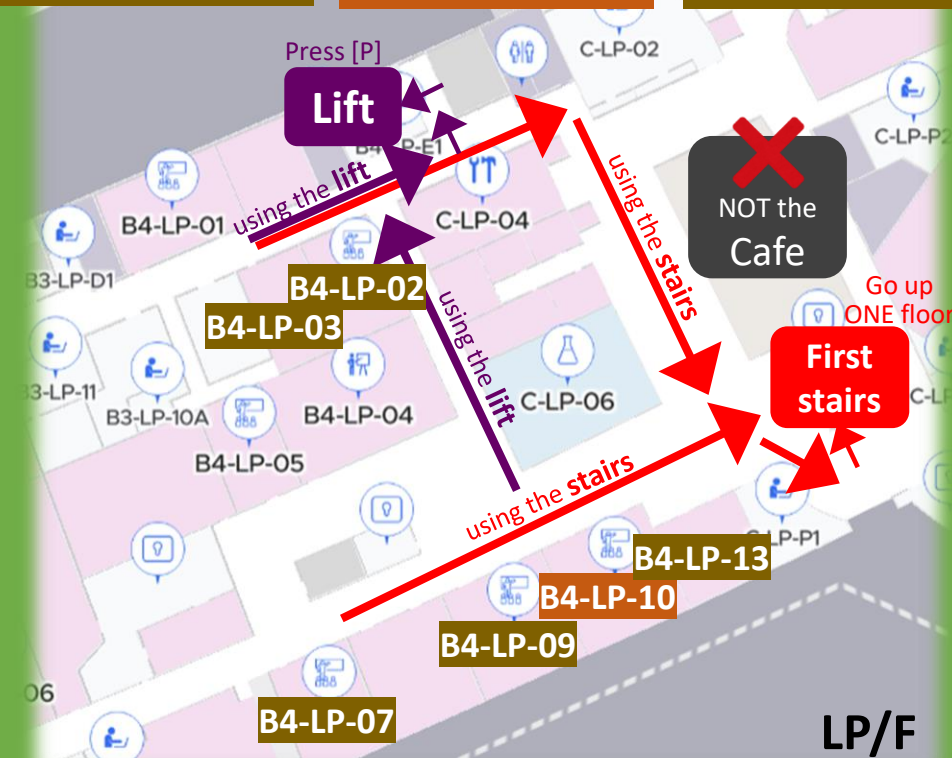 Press [P]
Lift
C-LP-02
C-LP-P2
B4-LP-E1
using the lift
using the stairs
NOT the
Cafe
B4-LP-01
C-LP-04
B3-LP-D1
B4-LP-02
B4-LP-03
using the lift
Go up
ONE floor
First
stairs
B3-LP-11
B3-LP-10A
B4-LP-04
C-LP-06
B4-LP-05
using the stairs
C-LP-P1
B4-LP-13
B4-LP-10
B4-LP-09
06
B4-LP-07
LP/F